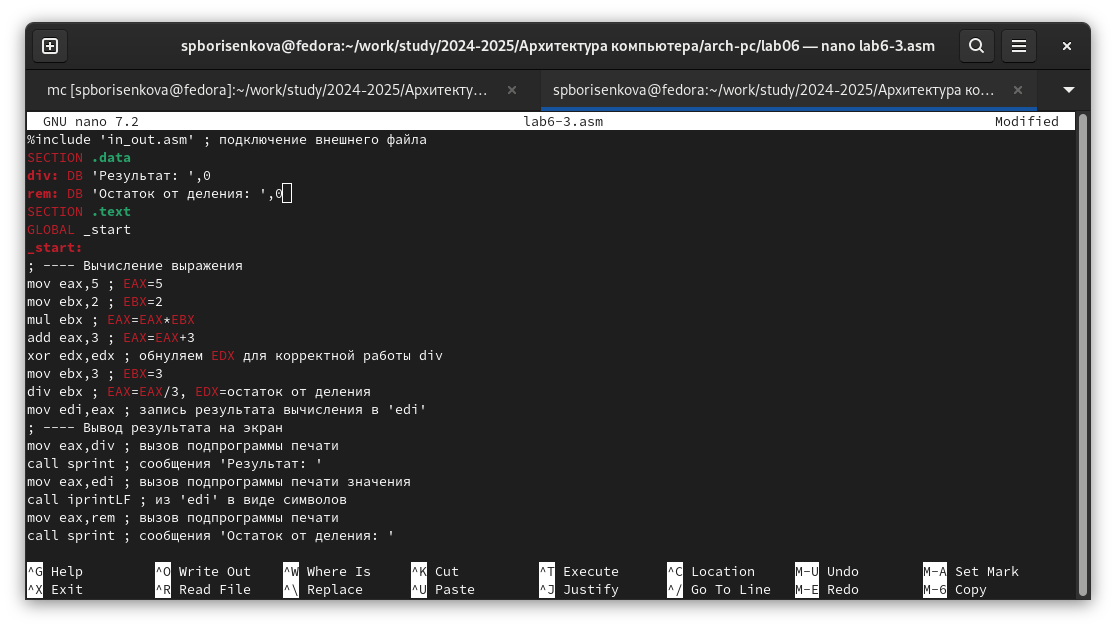 spborisenkova@fedora:~/work/study/2024-2025/Архитектура компьютера/arch-pc/lab06 — nano lab6-3.asm
mc [spborisenkova@fedora]:~/work/study/2024-2025/Архитекту… × spborisenkova@fedora:~/work/study/2024-2025/Архитектура ко… ×
GNU nano 7.2 lab6-3.asm Modified
%include 'in_out.asm' ; подключение внешнего файла
SECTION .data
div: DB 'Результат: ',0
rem: DB 'Остаток от деления: ',0
SECTION .text
GLOBAL _start
_start:
; ---- Вычисление выражения
mov eax,5 ; EAX=5
mov ebx,2 ; EBX=2
mul ebx ; EAX=EAX*EBX
add eax,3 ; EAX=EAX+3
xor edx,edx ; обнуляем EDX для корректной работы div
mov ebx,3 ; EBX=3
div ebx ; EAX=EAX/3, EDX=остаток от деления
mov edi,eax ; запись результата вычисления в 'edi'
; ---- Вывод результата на экран
mov eax,div ; вызов подпрограммы печати
call sprint ; сообщения 'Результат: '
mov eax,edi ; вызов подпрограммы печати значения
call iprintLF ; из 'edi' в виде символов
mov eax,rem ; вызов подпрограммы печати
call sprint ; сообщения 'Остаток от деления: '
^G Help ^O Write Out ^W Where Is ^K Cut ^T Execute ^C Location M-U Undo M-A Set Mark
^X Exit ^R Read File ^\ Replace ^U Paste ^J Justify ^/ Go To Line M-E Redo M-6 Copy